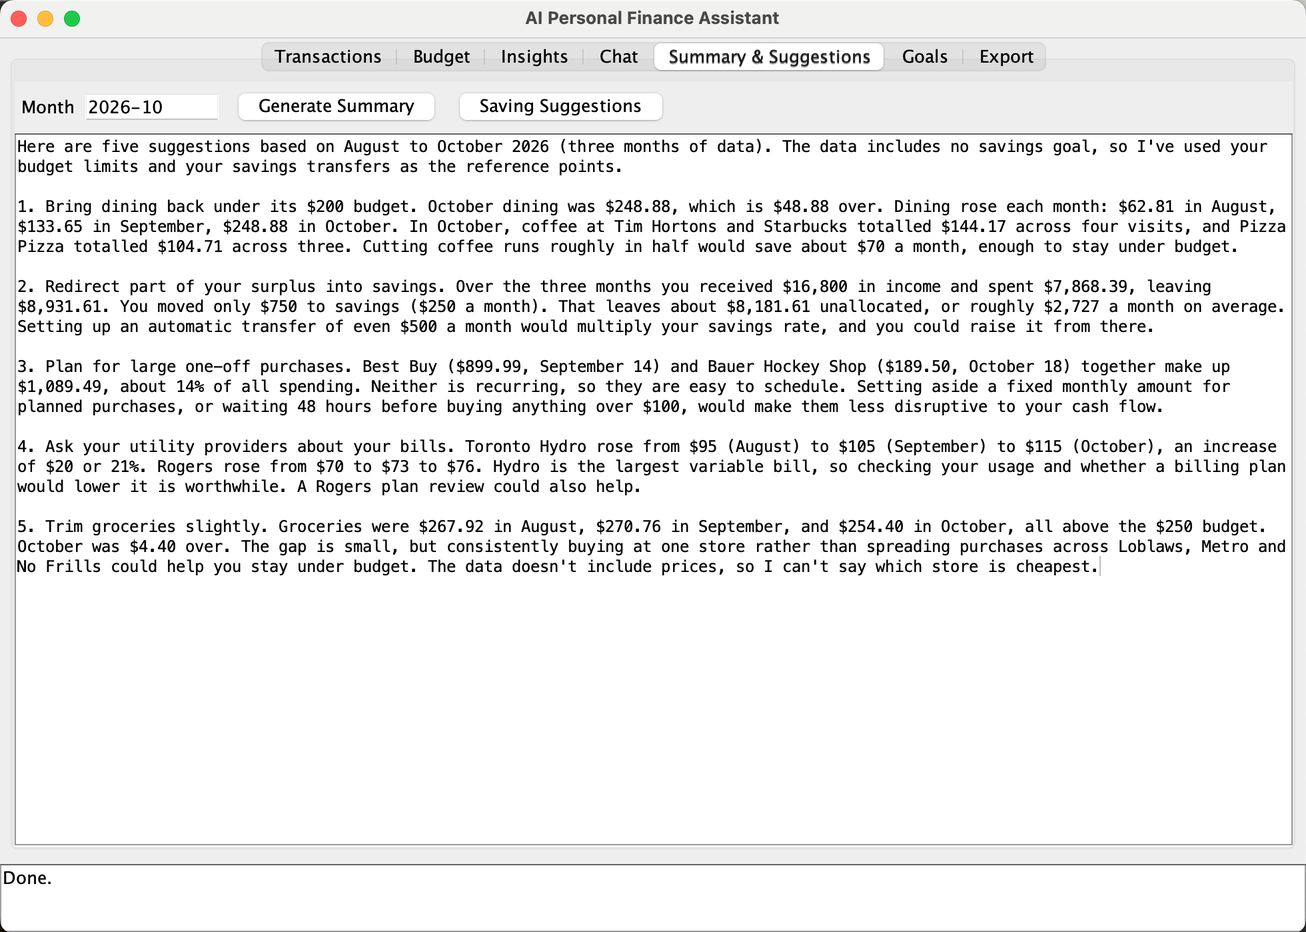 AI Personal Finance Assistant
Transactions Budget Insights Chat Summary & Suggestions Goals Export
Month 2026-10 Generate Summary Saving Suggestions
Here are five suggestions based on August to October 2026 (three months of data). The data includes no savings goal, so I've used your
budget limits and your savings transfers as the reference points.
1. Bring dining back under its $200 budget. October dining was $248.88, which is $48.88 over. Dining rose each month: $62.81 in August,
$133.65 in September, $248.88 in October. In October, coffee at Tim Hortons and Starbucks totalled $144.17 across four visits, and Pizza
Pizza totalled $104.71 across three. Cutting coffee runs roughly in half would save about $70 a month, enough to stay under budget.
2. Redirect part of your surplus into savings. Over the three months you received $16,800 in income and spent $7,868.39, leaving
$8,931.61. You moved only $750 to savings ($250 a month). That leaves about $8,181.61 unallocated, or roughly $2,727 a month on average.
Setting up an automatic transfer of even $500 a month would multiply your savings rate, and you could raise it from there.
3. Plan for large one-off purchases. Best Buy ($899.99, September 14) and Bauer Hockey Shop ($189.50, October 18) together make up
$1,089.49, about 14% of all spending. Neither is recurring, so they are easy to schedule. Setting aside a fixed monthly amount for
planned purchases, or waiting 48 hours before buying anything over $100, would make them less disruptive to your cash flow.
4. Ask your utility providers about your bills. Toronto Hydro rose from $95 (August) to $105 (September) to $115 (October), an increase
of $20 or 21%. Rogers rose from $70 to $73 to $76. Hydro is the largest variable bill, so checking your usage and whether a billing plan
would lower it is worthwhile. A Rogers plan review could also help.
5. Trim groceries slightly. Groceries were $267.92 in August, $270.76 in September, and $254.40 in October, all above the $250 budget.
October was $4.40 over. The gap is small, but consistently buying at one store rather than spreading purchases across Loblaws, Metro and
No Frills could help you stay under budget. The data doesn't include prices, so I can't say which store is cheapest.
Done.